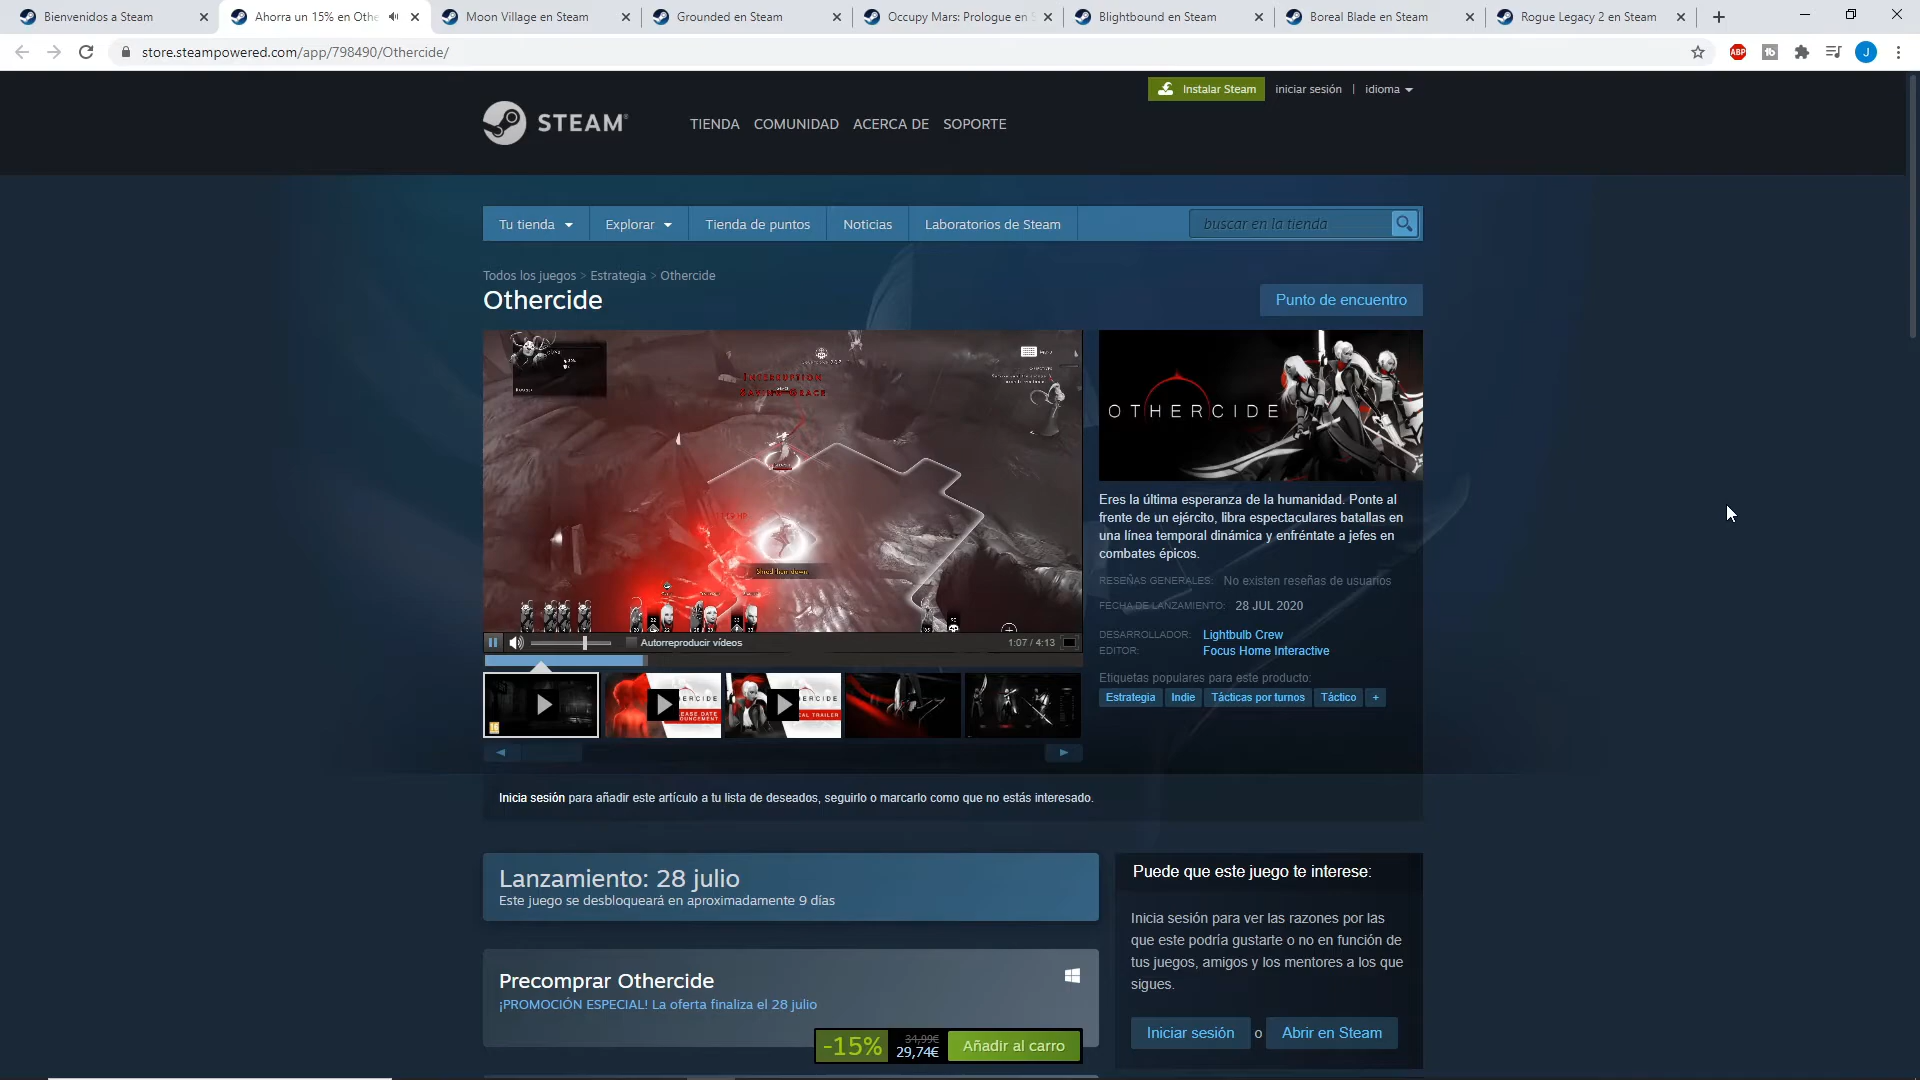 Bienvenidos a Steam
Ahorra un 15% en Othe
Moon Village en Steam
Grounded en Steam
Occupy Mars: Prologue en S
Blightbound en Steam
Boreal Blade en Steam
Rogue Legacy 2 en Steam
store.steampowered.com/app/798490/Othercide/
ABP
J
Instalar Steam
iniciar sesión | idioma
STEAM
TIENDA COMUNIDAD ACERCA DE SOPORTE
Tu tienda
Explorar
Tienda de puntos
Noticias
Laboratorios de Steam
buscar en la tienda
Todos los juegos > Estrategia > Othercide
Othercide
Punto de encuentro
INTERRUPTION
SAVING GRACE
Autorreproducir vídeos
1:07 / 4:13
OTHERCIDE
Eres la última esperanza de la humanidad. Ponte al
frente de un ejército, libra espectaculares batallas en
una línea temporal dinámica y enfréntate a jefes en
combates épicos.
RESEÑAS GENERALES: No existen reseñas de usuarios
FECHA DE LANZAMIENTO: 28 JUL 2020
DESARROLLADOR: Lightbulb Crew
EDITOR: Focus Home Interactive
Etiquetas populares para este producto:
Estrategia Indie Tácticas por turnos Táctico +
Inicia sesión para añadir este artículo a tu lista de deseados, seguirlo o marcarlo como que no estás interesado.
Lanzamiento: 28 julio
Este juego se desbloqueará en aproximadamente 9 días
Precomprar Othercide
¡PROMOCIÓN ESPECIAL! La oferta finaliza el 28 julio
-15%
34,99€
29,74€
Añadir al carro
Puede que este juego te interese:
Inicia sesión para ver las razones por las
que este podría gustarte o no en función de
tus juegos, amigos y los mentores a los que
sigues.
Iniciar sesión o Abrir en Steam